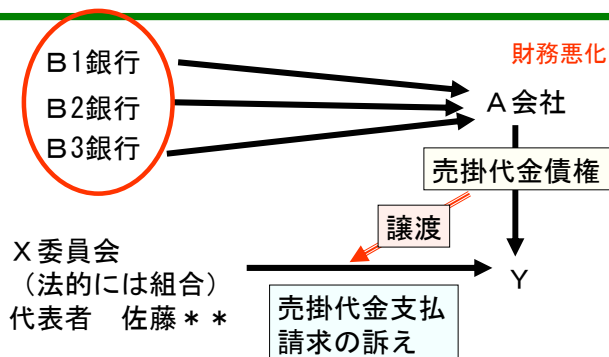 B1銀行
B2銀行
B3銀行
財務悪化
A会社
売掛代金債権
譲渡
X委員会
（法的には組合）
代表者　佐藤＊＊
Y
売掛代金支払
請求の訴え